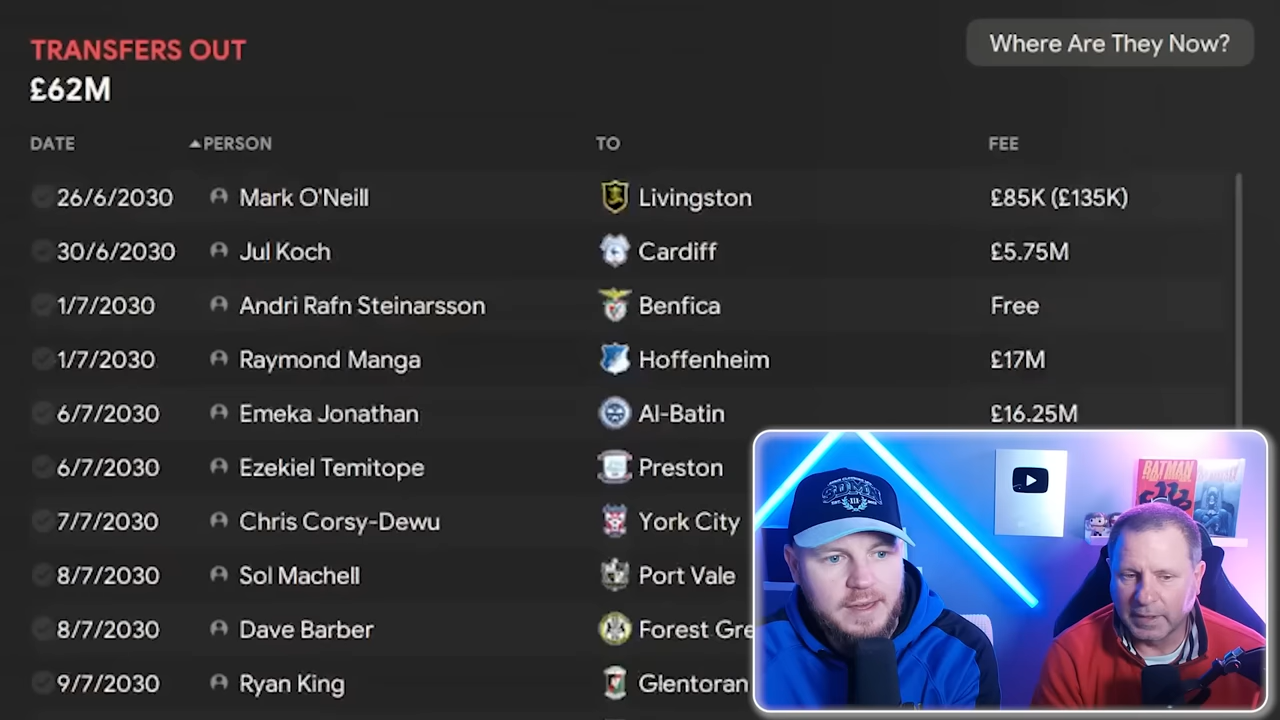 TRANSFERS OUT
Where Are They Now?
£62M
DATE PERSON TO FEE
26/6/2030 Mark O'Neill Livingston £85K (£135K)
30/6/2030 Jul Koch Cardiff £5.75M
1/7/2030 Andri Rafn Steinarsson Benfica Free
1/7/2030 Raymond Manga Hoffenheim £17M
6/7/2030 Emeka Jonathan Al-Batin £16.25M
6/7/2030 Ezekiel Temitope Preston
7/7/2030 Chris Corsy-Dewu York City
8/7/2030 Sol Machell Port Vale
8/7/2030 Dave Barber Forest Gre
9/7/2030 Ryan King Glentoran
SDMN
BATMAN